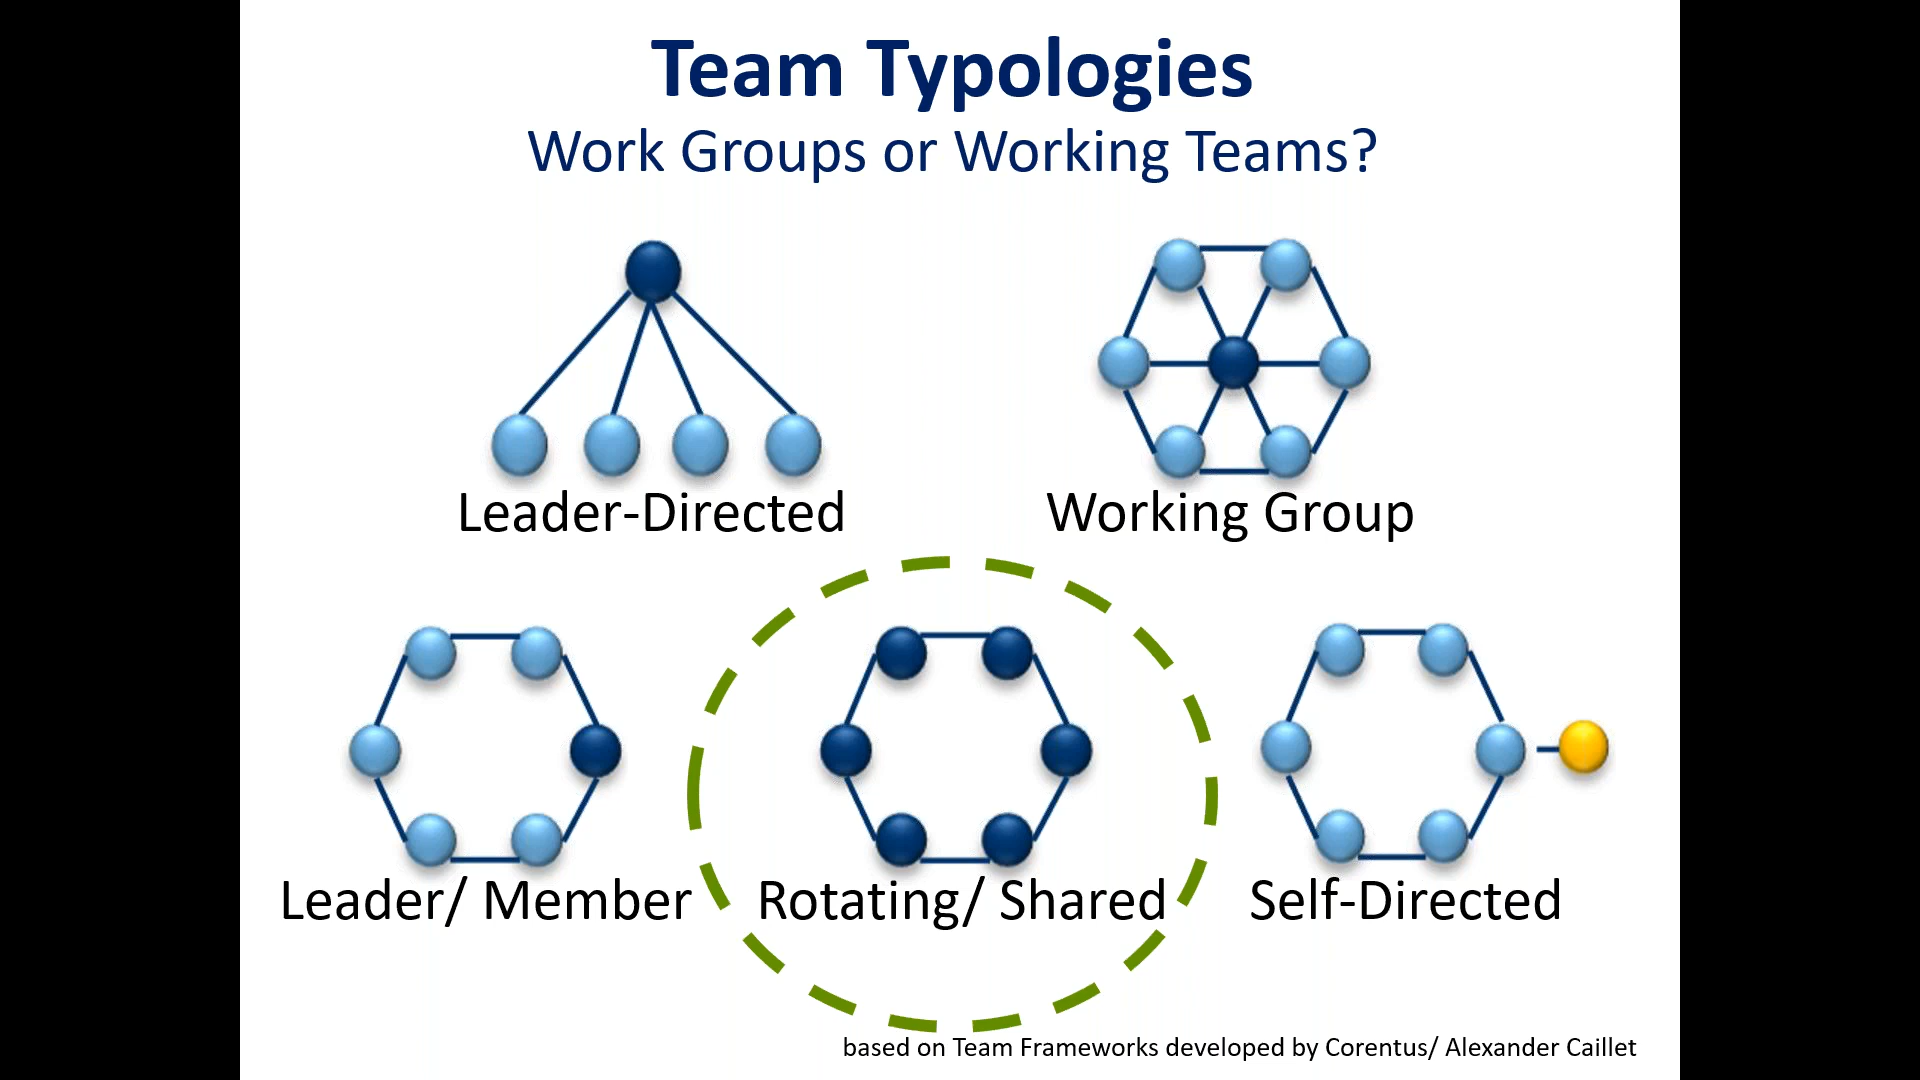 Team Typologies
Work Groups or Working Teams?
Leader-Directed
Working Group
Leader/ Member
Rotating/ Shared
Self-Directed
based on Team Frameworks developed by Corentus/ Alexander Caillet